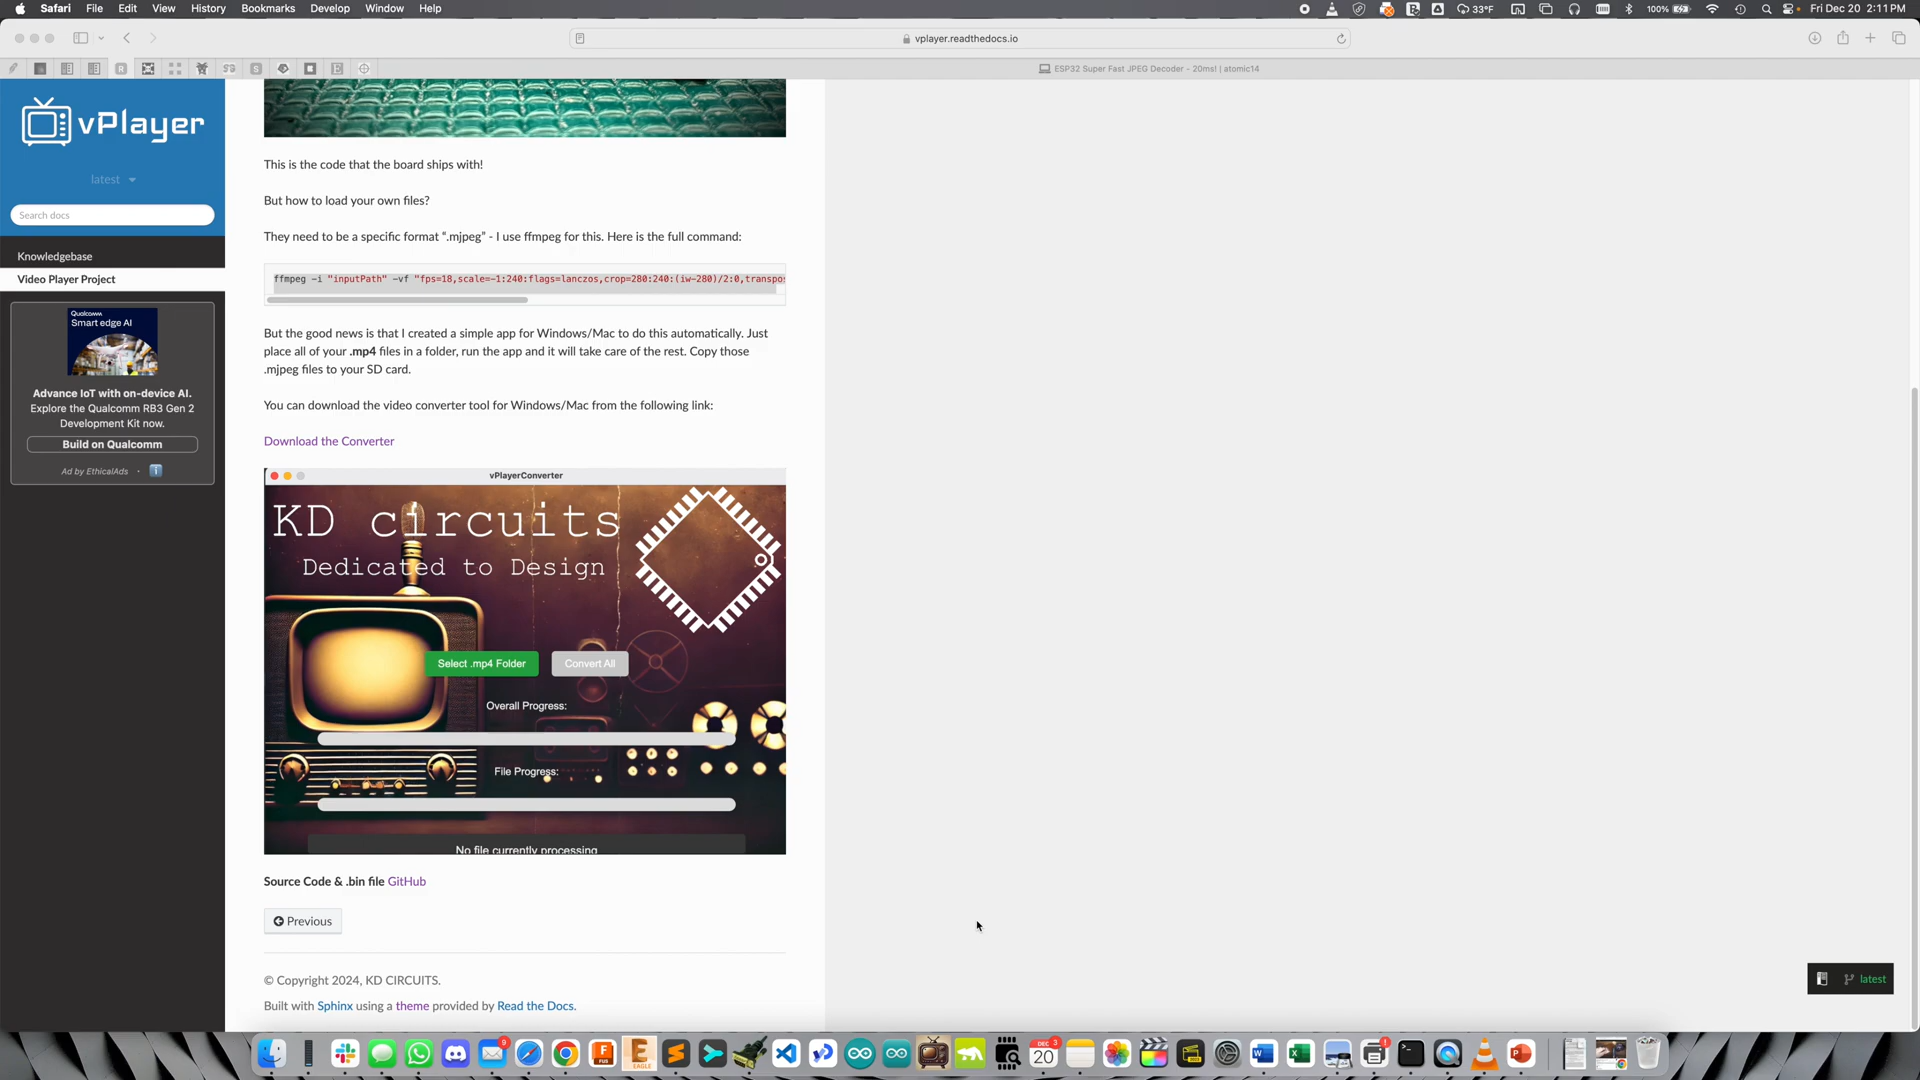 Safari File Edit View History Bookmarks Develop Window Help
33°F 100% Fri Dec 20 2:11 PM
vplayer.readthedocs.io
ESP32 Super Fast JPEG Decoder - 20ms! | atomic14
vPlayer
latest
Search docs
Knowledgebase
Video Player Project
Qualcomm
Smart edge AI
Advance IoT with on-device AI.
Explore the Qualcomm RB3 Gen 2
Development Kit now.
Build on Qualcomm
Ad by EthicalAds ·
This is the code that the board ships with!
But how to load your own files?
They need to be a specific format “.mjpeg” - I use ffmpeg for this. Here is the full command:
ffmpeg -i "inputPath" -vf "fps=18,scale=-1:240:flags=lanczos,crop=280:240:(iw-280)/2:0,transpos
But the good news is that I created a simple app for Windows/Mac to do this automatically. Just
place all of your .mp4 files in a folder, run the app and it will take care of the rest. Copy those
.mjpeg files to your SD card.
You can download the video converter tool for Windows/Mac from the following link:
Download the Converter
vPlayerConverter
KD circuits
Dedicated to Design
Select .mp4 Folder Convert All
Overall Progress:
File Progress:
No file currently processing
Source Code & .bin file GitHub
Previous
© Copyright 2024, KD CIRCUITS.
Built with Sphinx using a theme provided by Read the Docs.
latest
9
FUS
E
EAGLE
DEC 3
20
1